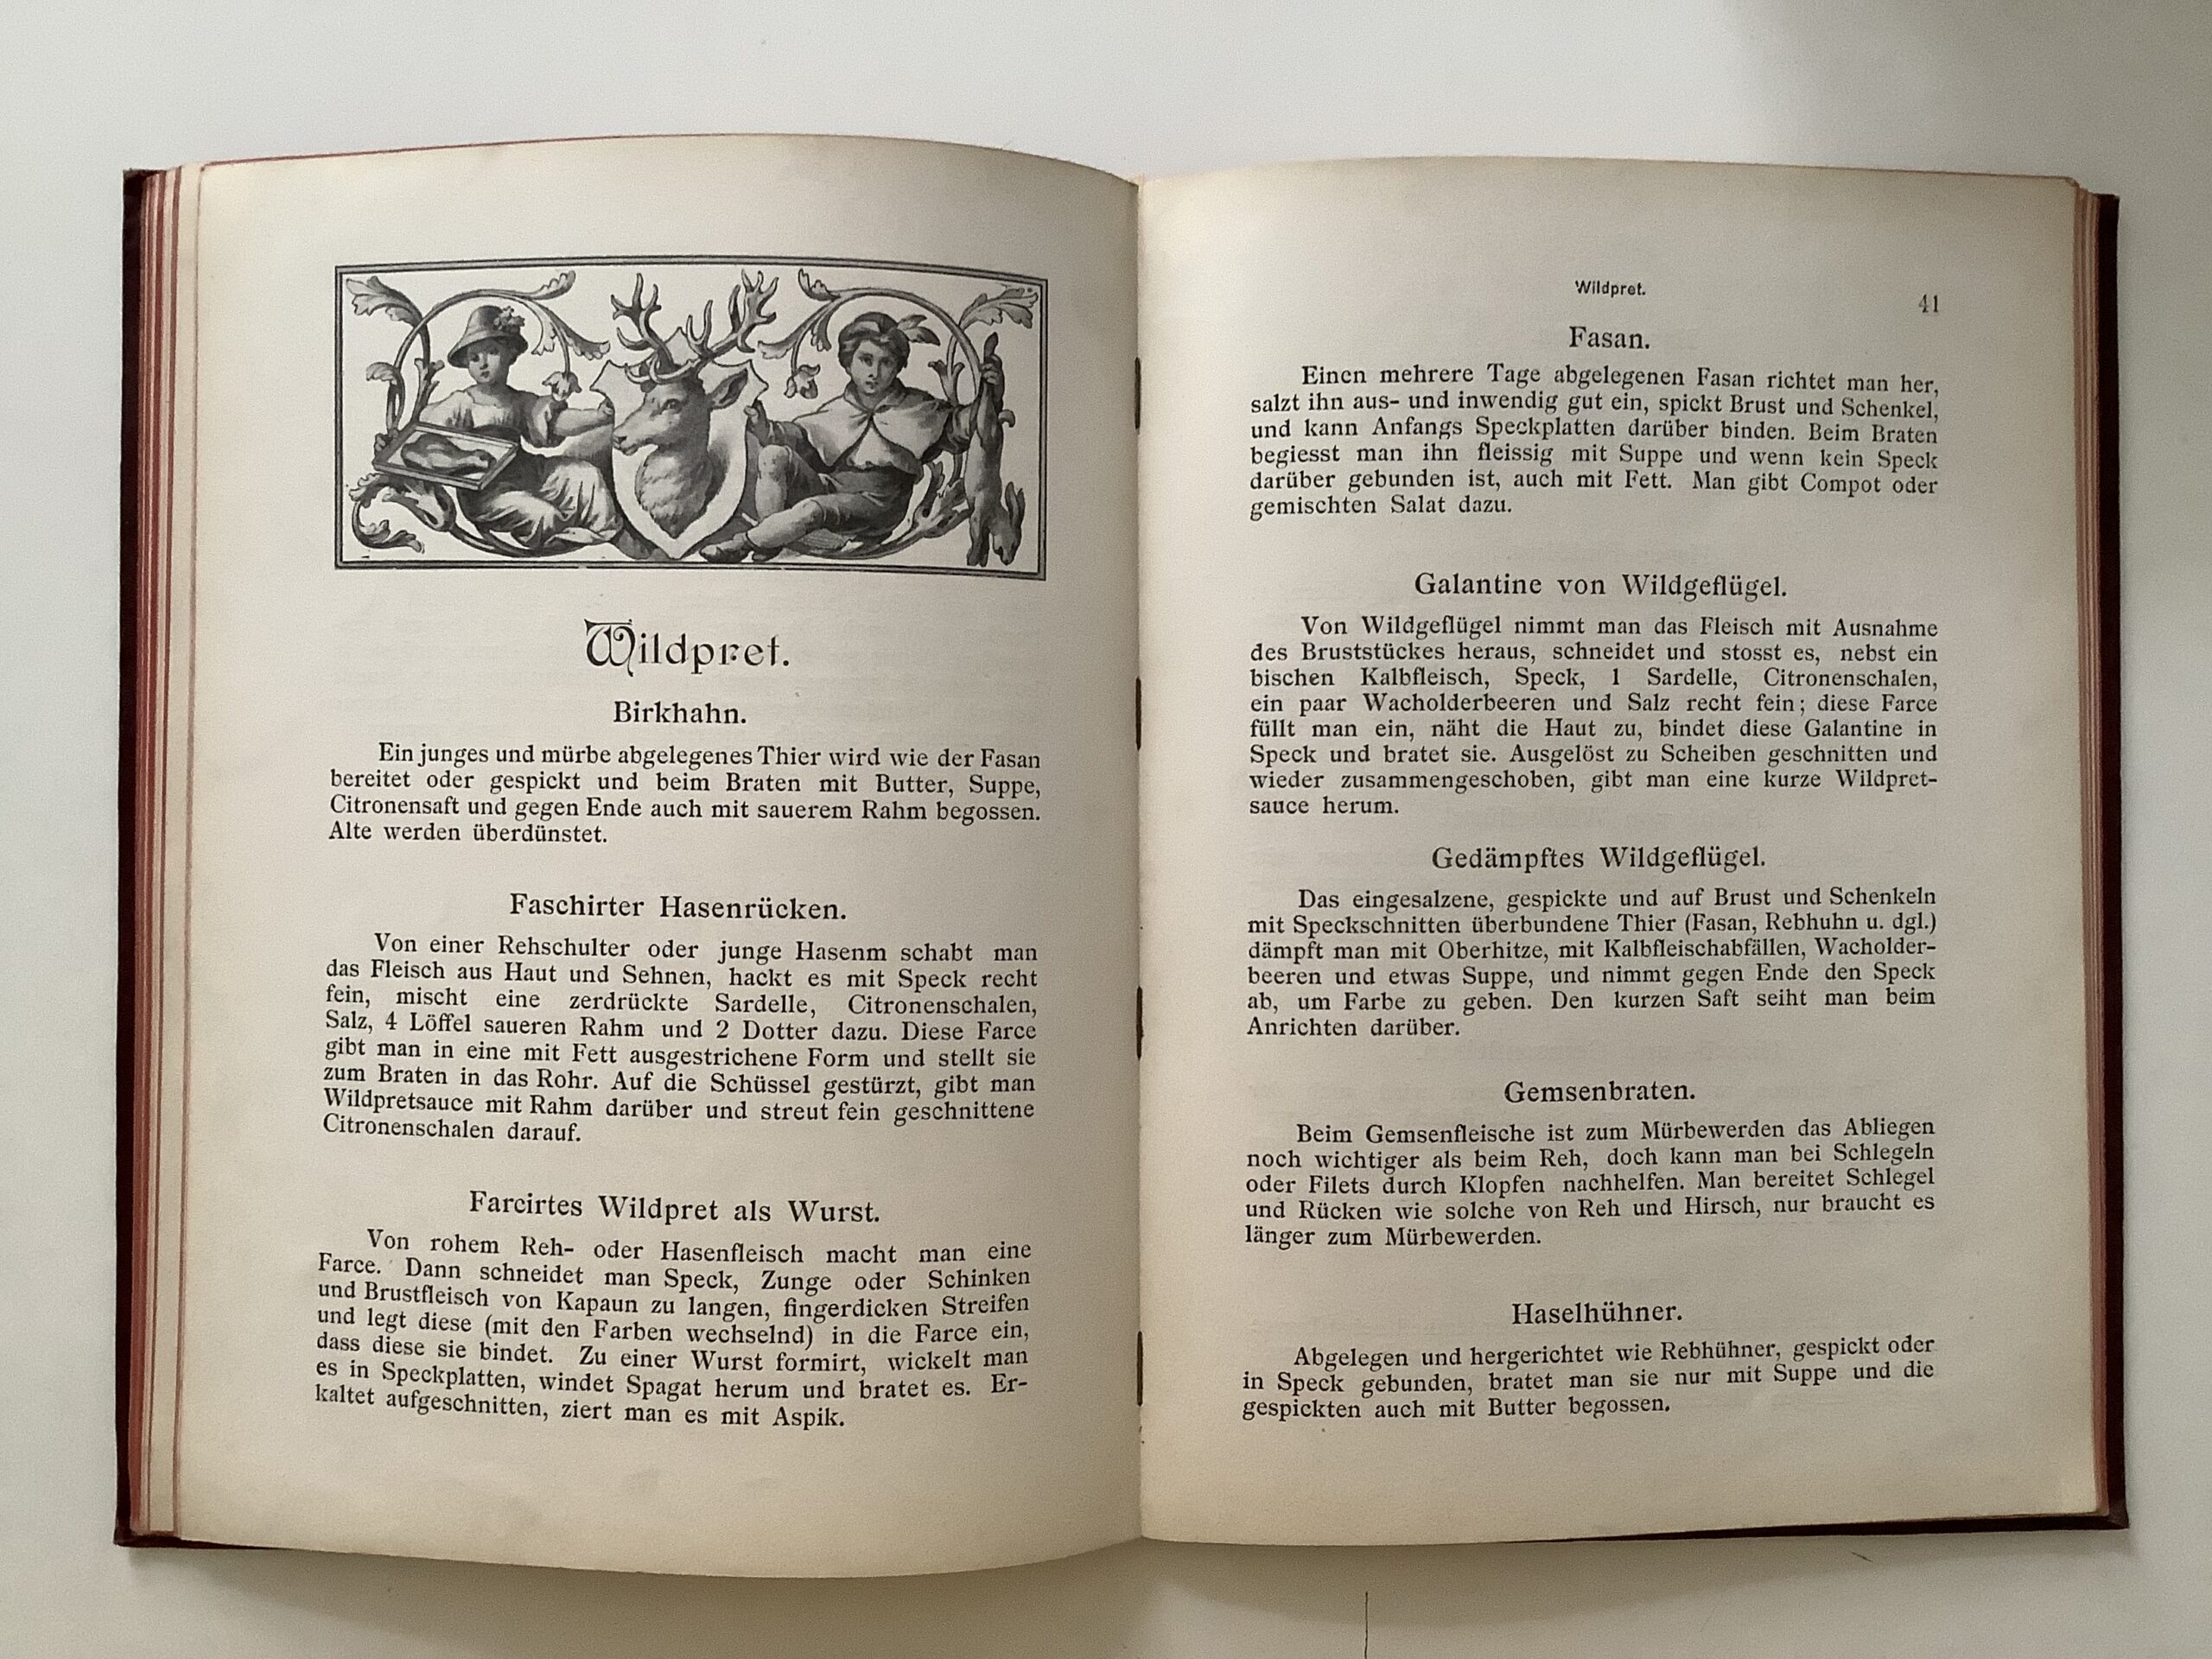 Wildpret.
Birkhahn.
Ein junges und mürbe abgelegenes Thier wird wie der Fasan
bereitet oder gespickt und beim Braten mit Butter, Suppe,
Citronensaft und gegen Ende auch mit sauerem Rahm begossen.
Alte werden überdünstet.
Faschirter Hasenrücken.
Von einer Rehschulter oder junge Hasenm schabt man
das Fleisch aus Haut und Sehnen, hackt es mit Speck recht
fein, mischt eine zerdrückte Sardelle, Citronenschalen,
Salz, 4 Löffel saueren Rahm und 2 Dotter dazu. Diese Farce
gibt man in eine mit Fett ausgestrichene Form und stellt sie
zum Braten in das Rohr. Auf die Schüssel gestürzt, gibt man
Wildpretsauce mit Rahm darüber und streut fein geschnittene
Citronenschalen darauf.
Farcirtes Wildpret als Wurst.
Von rohem Reh- oder Hasenfleisch macht man eine
Farce. Dann schneidet man Speck, Zunge oder Schinken
und Brustfleisch von Kapaun zu langen, fingerdicken Streifen
und legt diese (mit den Farben wechselnd) in die Farce ein,
dass diese sie bindet. Zu einer Wurst formirt, wickelt man
es in Speckplatten, windet Spagat herum und bratet es. Er-
kaltet aufgeschnitten, ziert man es mit Aspik.
Wildpret.
41
Fasan.
Einen mehrere Tage abgelegenen Fasan richtet man her,
salzt ihn aus- und inwendig gut ein, spickt Brust und Schenkel,
und kann Anfangs Speckplatten darüber binden. Beim Braten
begiesst man ihn fleissig mit Suppe und wenn kein Speck
darüber gebunden ist, auch mit Fett. Man gibt Compot oder
gemischten Salat dazu.
Galantine von Wildgeflügel.
Von Wildgeflügel nimmt man das Fleisch mit Ausnahme
des Bruststückes heraus, schneidet und stosst es, nebst ein
bischen Kalbfleisch, Speck, 1 Sardelle, Citronenschalen,
ein paar Wacholderbeeren und Salz recht fein; diese Farce
füllt man ein, näht die Haut zu, bindet diese Galantine in
Speck und bratet sie. Ausgelöst zu Scheiben geschnitten und
wieder zusammengeschoben, gibt man eine kurze Wildpret-
sauce herum.
Gedämpftes Wildgeflügel.
Das eingesalzene, gespickte und auf Brust und Schenkeln
mit Speckschnitten überbundene Thier (Fasan, Rebhuhn u. dgl.)
dämpft man mit Oberhitze, mit Kalbfleischabfällen, Wacholder-
beeren und etwas Suppe, und nimmt gegen Ende den Speck
ab, um Farbe zu geben. Den kurzen Saft seiht man beim
Anrichten darüber.
Gemsenbraten.
Beim Gemsenfleische ist zum Mürbewerden das Abliegen
noch wichtiger als beim Reh, doch kann man bei Schlegeln
oder Filets durch Klopfen nachhelfen. Man bereitet Schlegel
und Rücken wie solche von Reh und Hirsch, nur braucht es
länger zum Mürbewerden.
Haselhühner.
Abgelegen und hergerichtet wie Rebhühner, gespickt oder
in Speck gebunden, bratet man sie nur mit Suppe und die
gespickten auch mit Butter begossen.